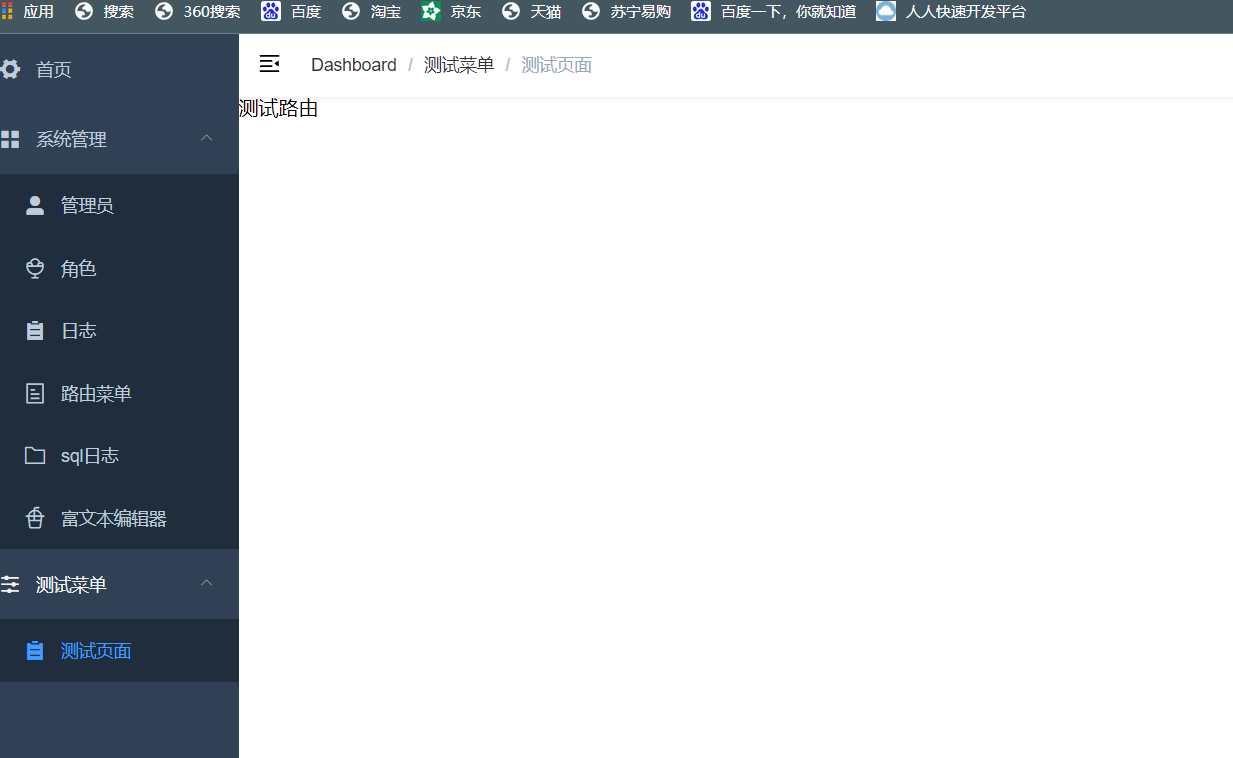 应用 搜索 360搜索 百度 淘宝 京东 天猫 苏宁易购 百度一下，你就知道 人人快速开发平台
首页
Dashboard / 测试菜单 / 测试页面
测试路由
系统管理
管理员
角色
日志
路由菜单
sql日志
富文本编辑器
测试菜单
测试页面